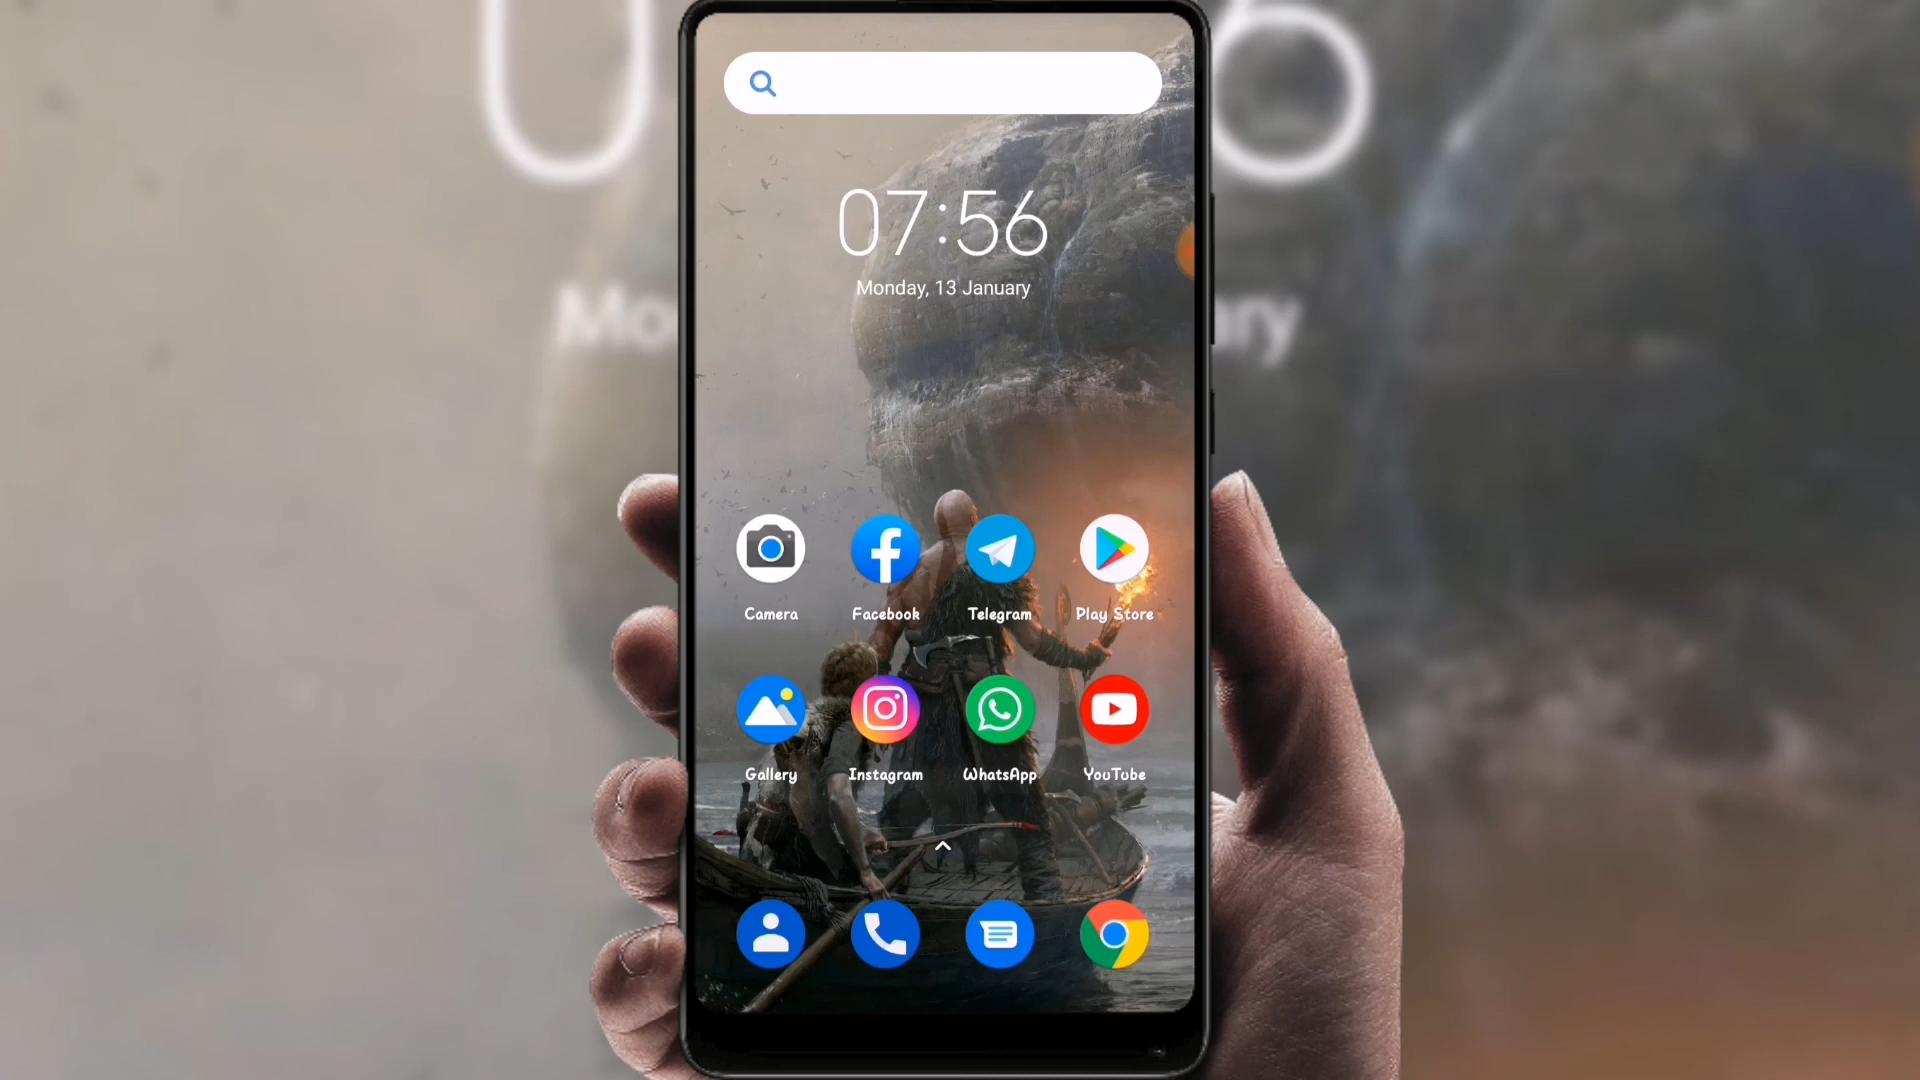 07:56
Monday, 13 January
Camera
Facebook
Telegram
Play Store
Gallery
Instagram
WhatsApp
YouTube